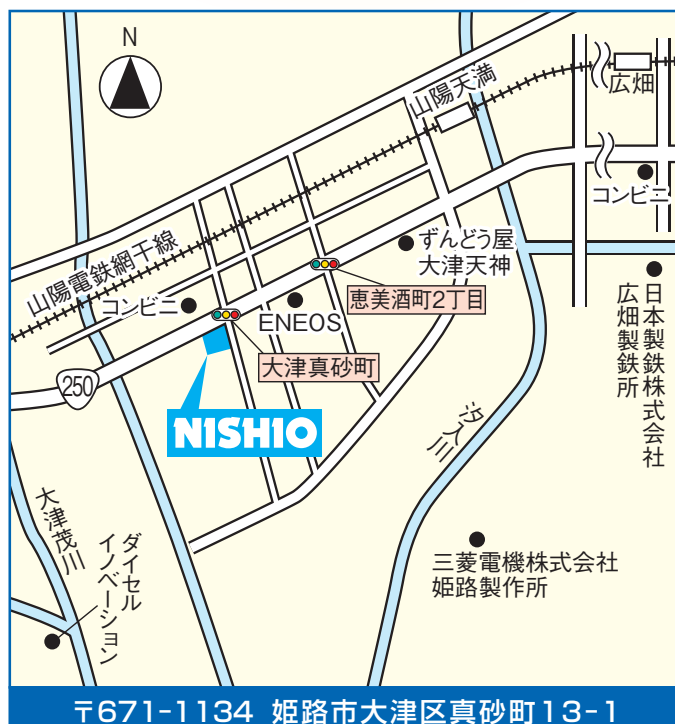 N
山陽天満
広畑
コンビニ
山陽電鉄網干線
ずんどう屋
大津天神
コンビニ
恵美酒町2丁目
ENEOS
大津真砂町
250
NISHIO
日本製鉄株式会社
広畑製鉄所
汐入川
大津茂川
ダイセル
イノベーション
三菱電機株式会社
姫路製作所
〒671-1134 姫路市大津区真砂町13-1